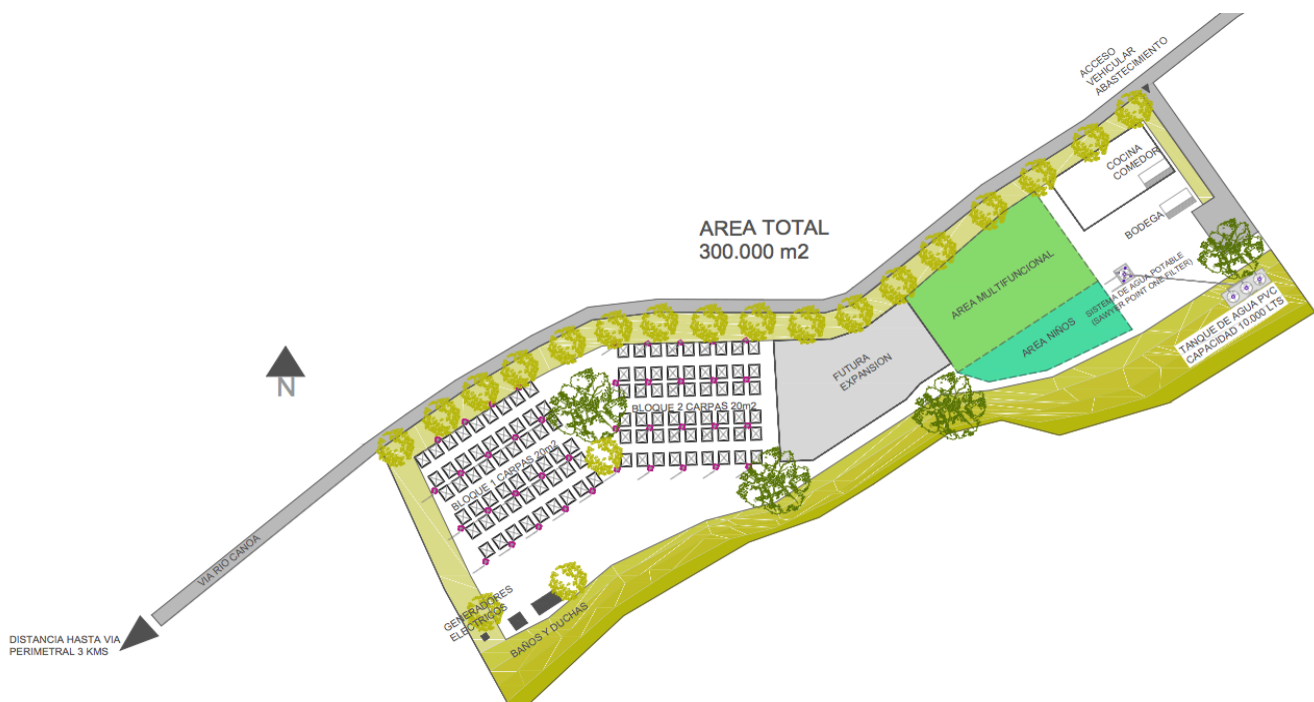 ACCESO
VEHICULAR
ABASTECIMIENTO
COCINA
COMEDOR
AREA TOTAL
300.000 m2
BODEGA
AREA MULTIFUNCIONAL
SISTEMA DE AGUA POTABLE
(SAWYER POINT ONE FILTER)
AREA NIÑOS
TANQUE DE AGUA PVC
CAPACIDAD 10.000 LTS
FUTURA
EXPANSION
N
BLOQUE 2 CARPAS 20m2
BLOQUE 1 CARPAS 20m2
VIA RIO CANOA
GENERADORES
ELECTRICOS
BAÑOS Y DUCHAS
DISTANCIA HASTA VIA
PERIMETRAL 3 KMS